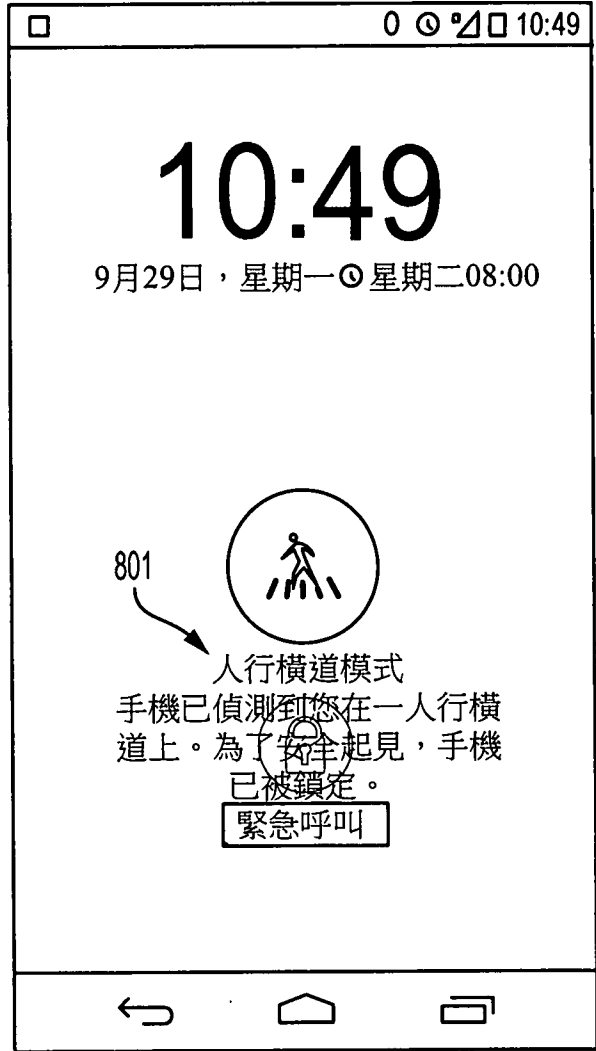 0 10:49
10:49
9月29日，星期一 星期二08:00
801
人行橫道模式
手機已偵測到您在一人行橫
道上。為了安全起見，手機
已被鎖定。
緊急呼叫